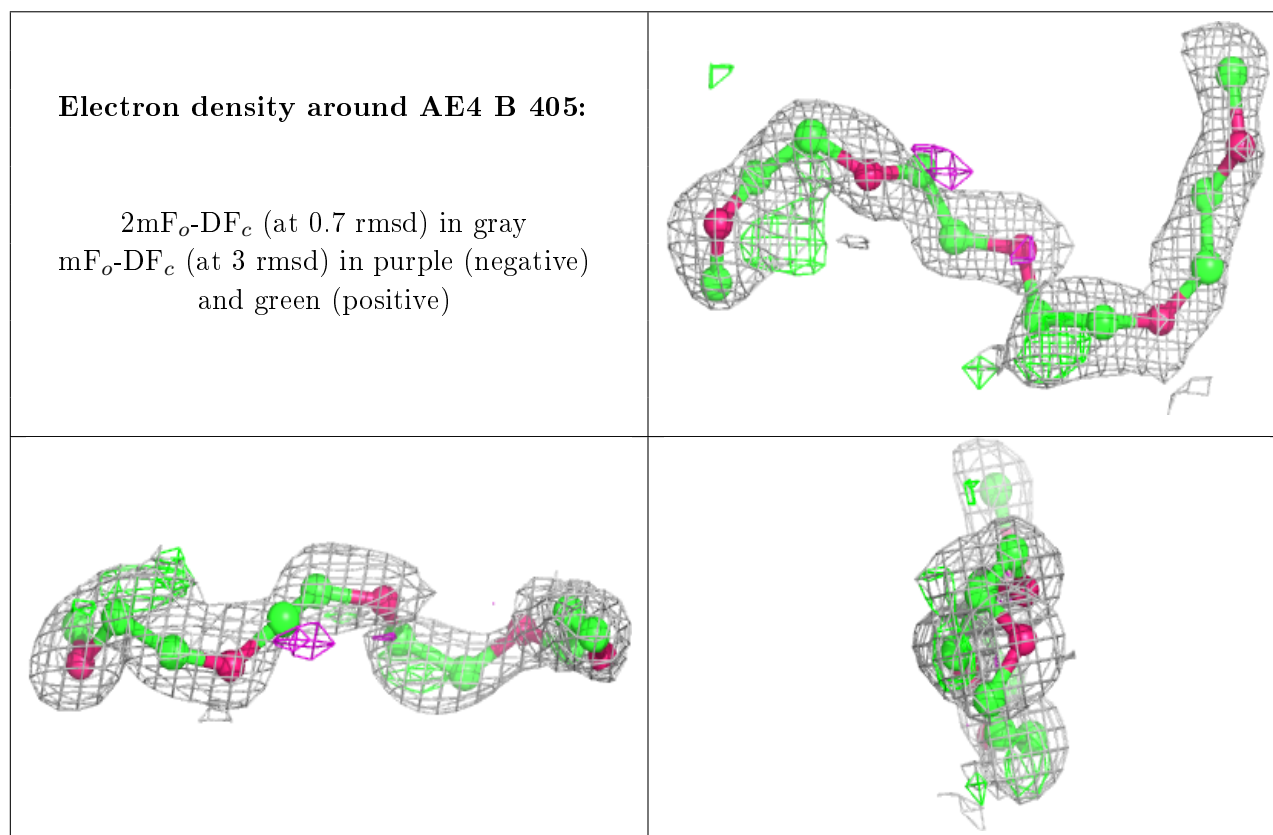 Electron density around AE4 B 405:
2mFo-DFc (at 0.7 rmsd) in gray
mFo-DFc (at 3 rmsd) in purple (negative)
and green (positive)